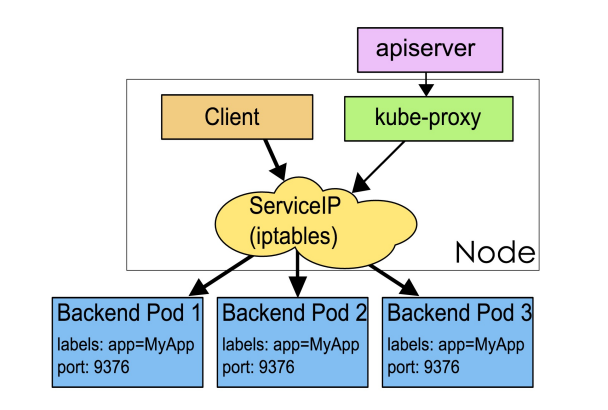 apiserver
Client
kube-proxy
ServiceIP
(iptables)
Node
Backend Pod 1
labels: app=MyApp
port: 9376
Backend Pod 2
labels: app=MyApp
port: 9376
Backend Pod 3
labels: app=MyApp
port: 9376